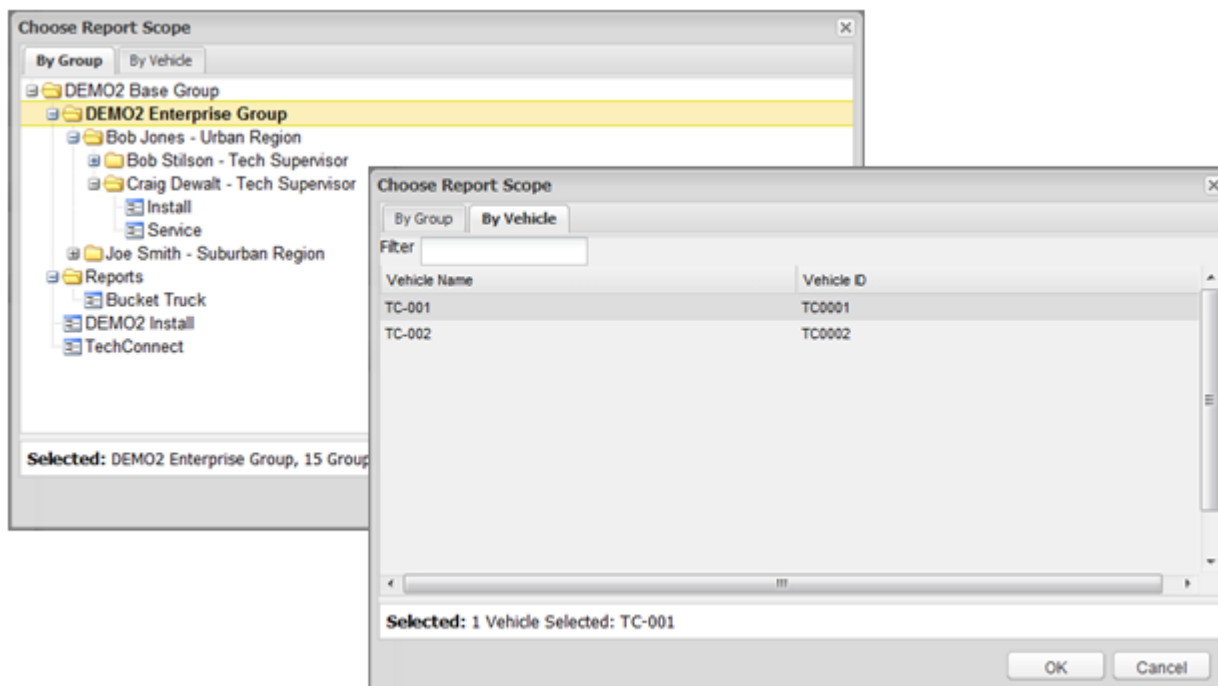 Choose Report Scope
By Group By Vehicle
DEMO2 Base Group
DEMO2 Enterprise Group
Bob Jones - Urban Region
Bob Stilson - Tech Supervisor
Craig Dewalt - Tech Supervisor
Install
Service
Joe Smith - Suburban Region
Reports
Bucket Truck
DEMO2 Install
TechConnect
Selected: DEMO2 Enterprise Group, 15 Group
Choose Report Scope
By Group By Vehicle
Filter
Vehicle Name Vehicle ID
TC-001 TC0001
TC-002 TC0002
Selected: 1 Vehicle Selected: TC-001
OK Cancel